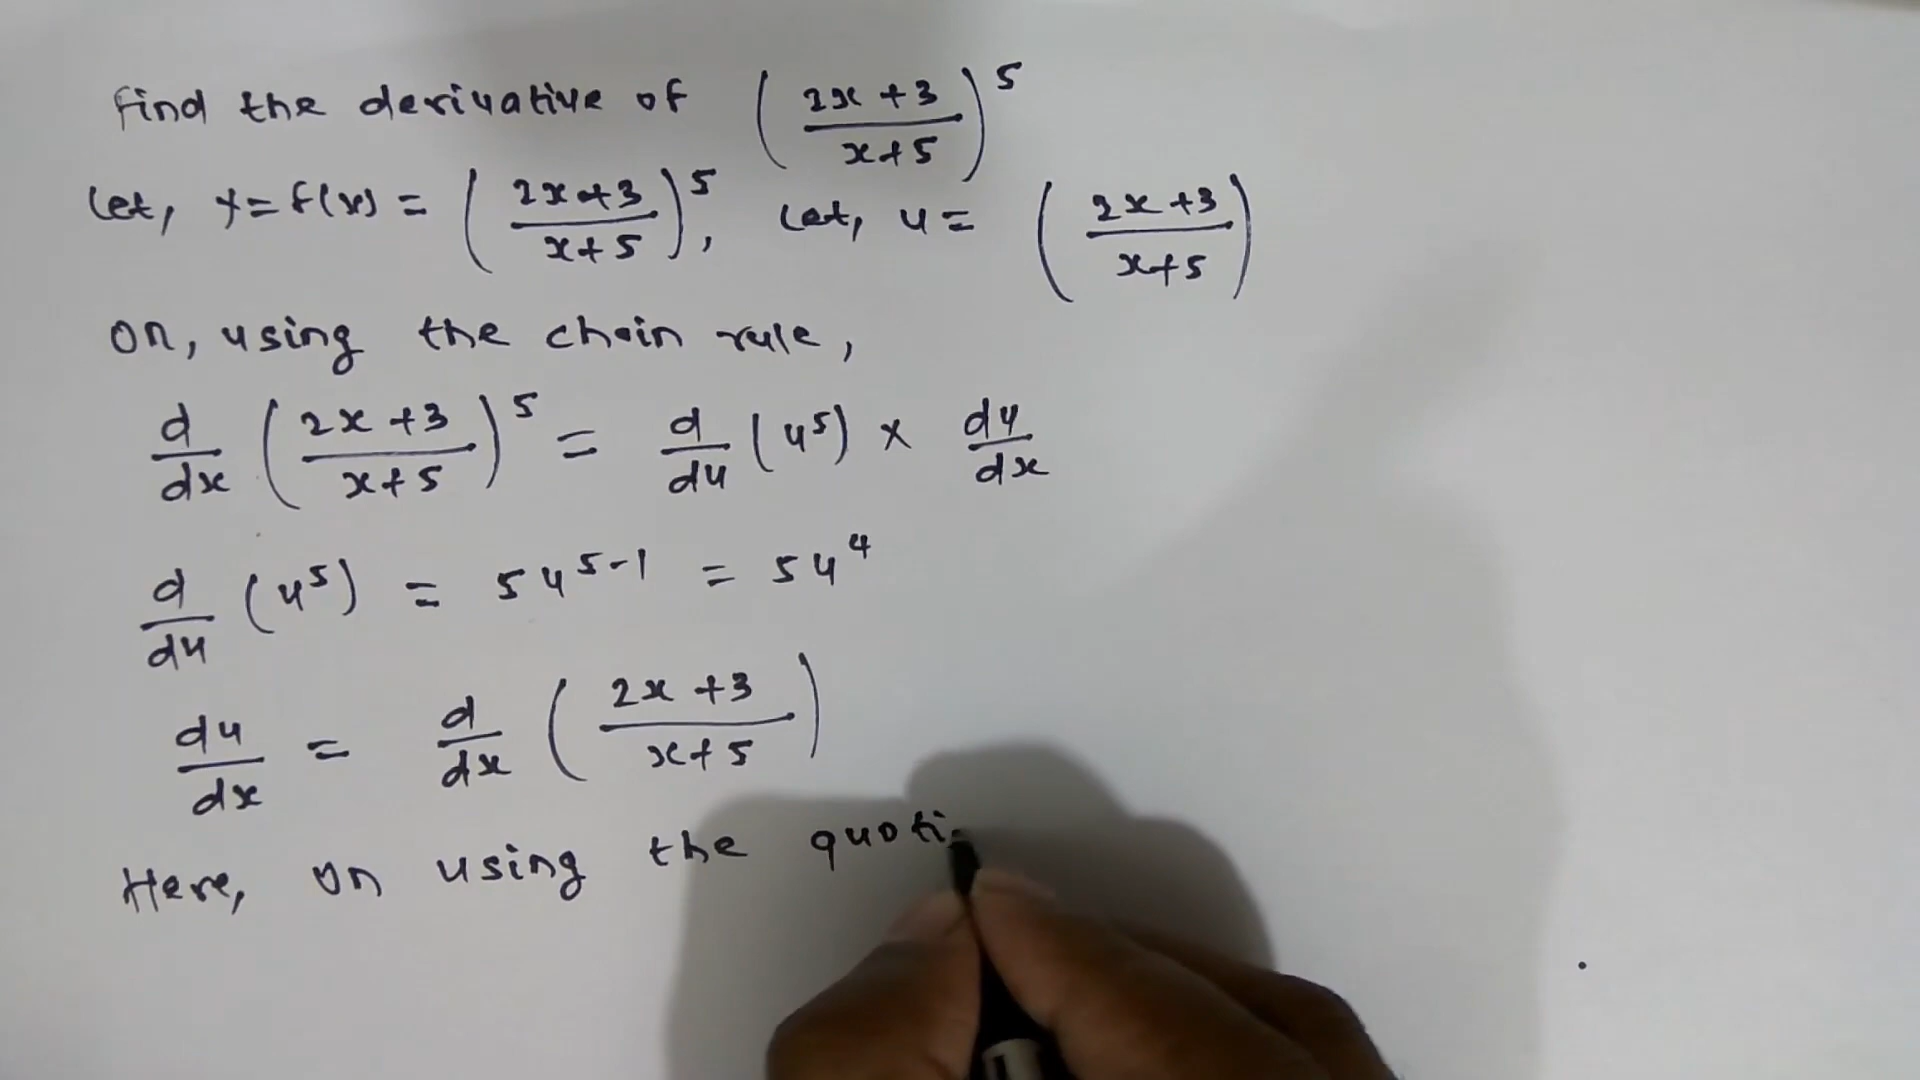 find the derivative of (2x+3/x+5)^5
Let, y=f(x) = (2x+3/x+5)^5, Let, u = (2x+3/x+5)
On, using the chain rule,
d/dx (2x+3/x+5)^5 = d/du (u^5) × du/dx
d/du (u^5) = 5u^5-1 = 5u^4
du/dx = d/dx (2x+3/x+5)
Here, on using the quoti